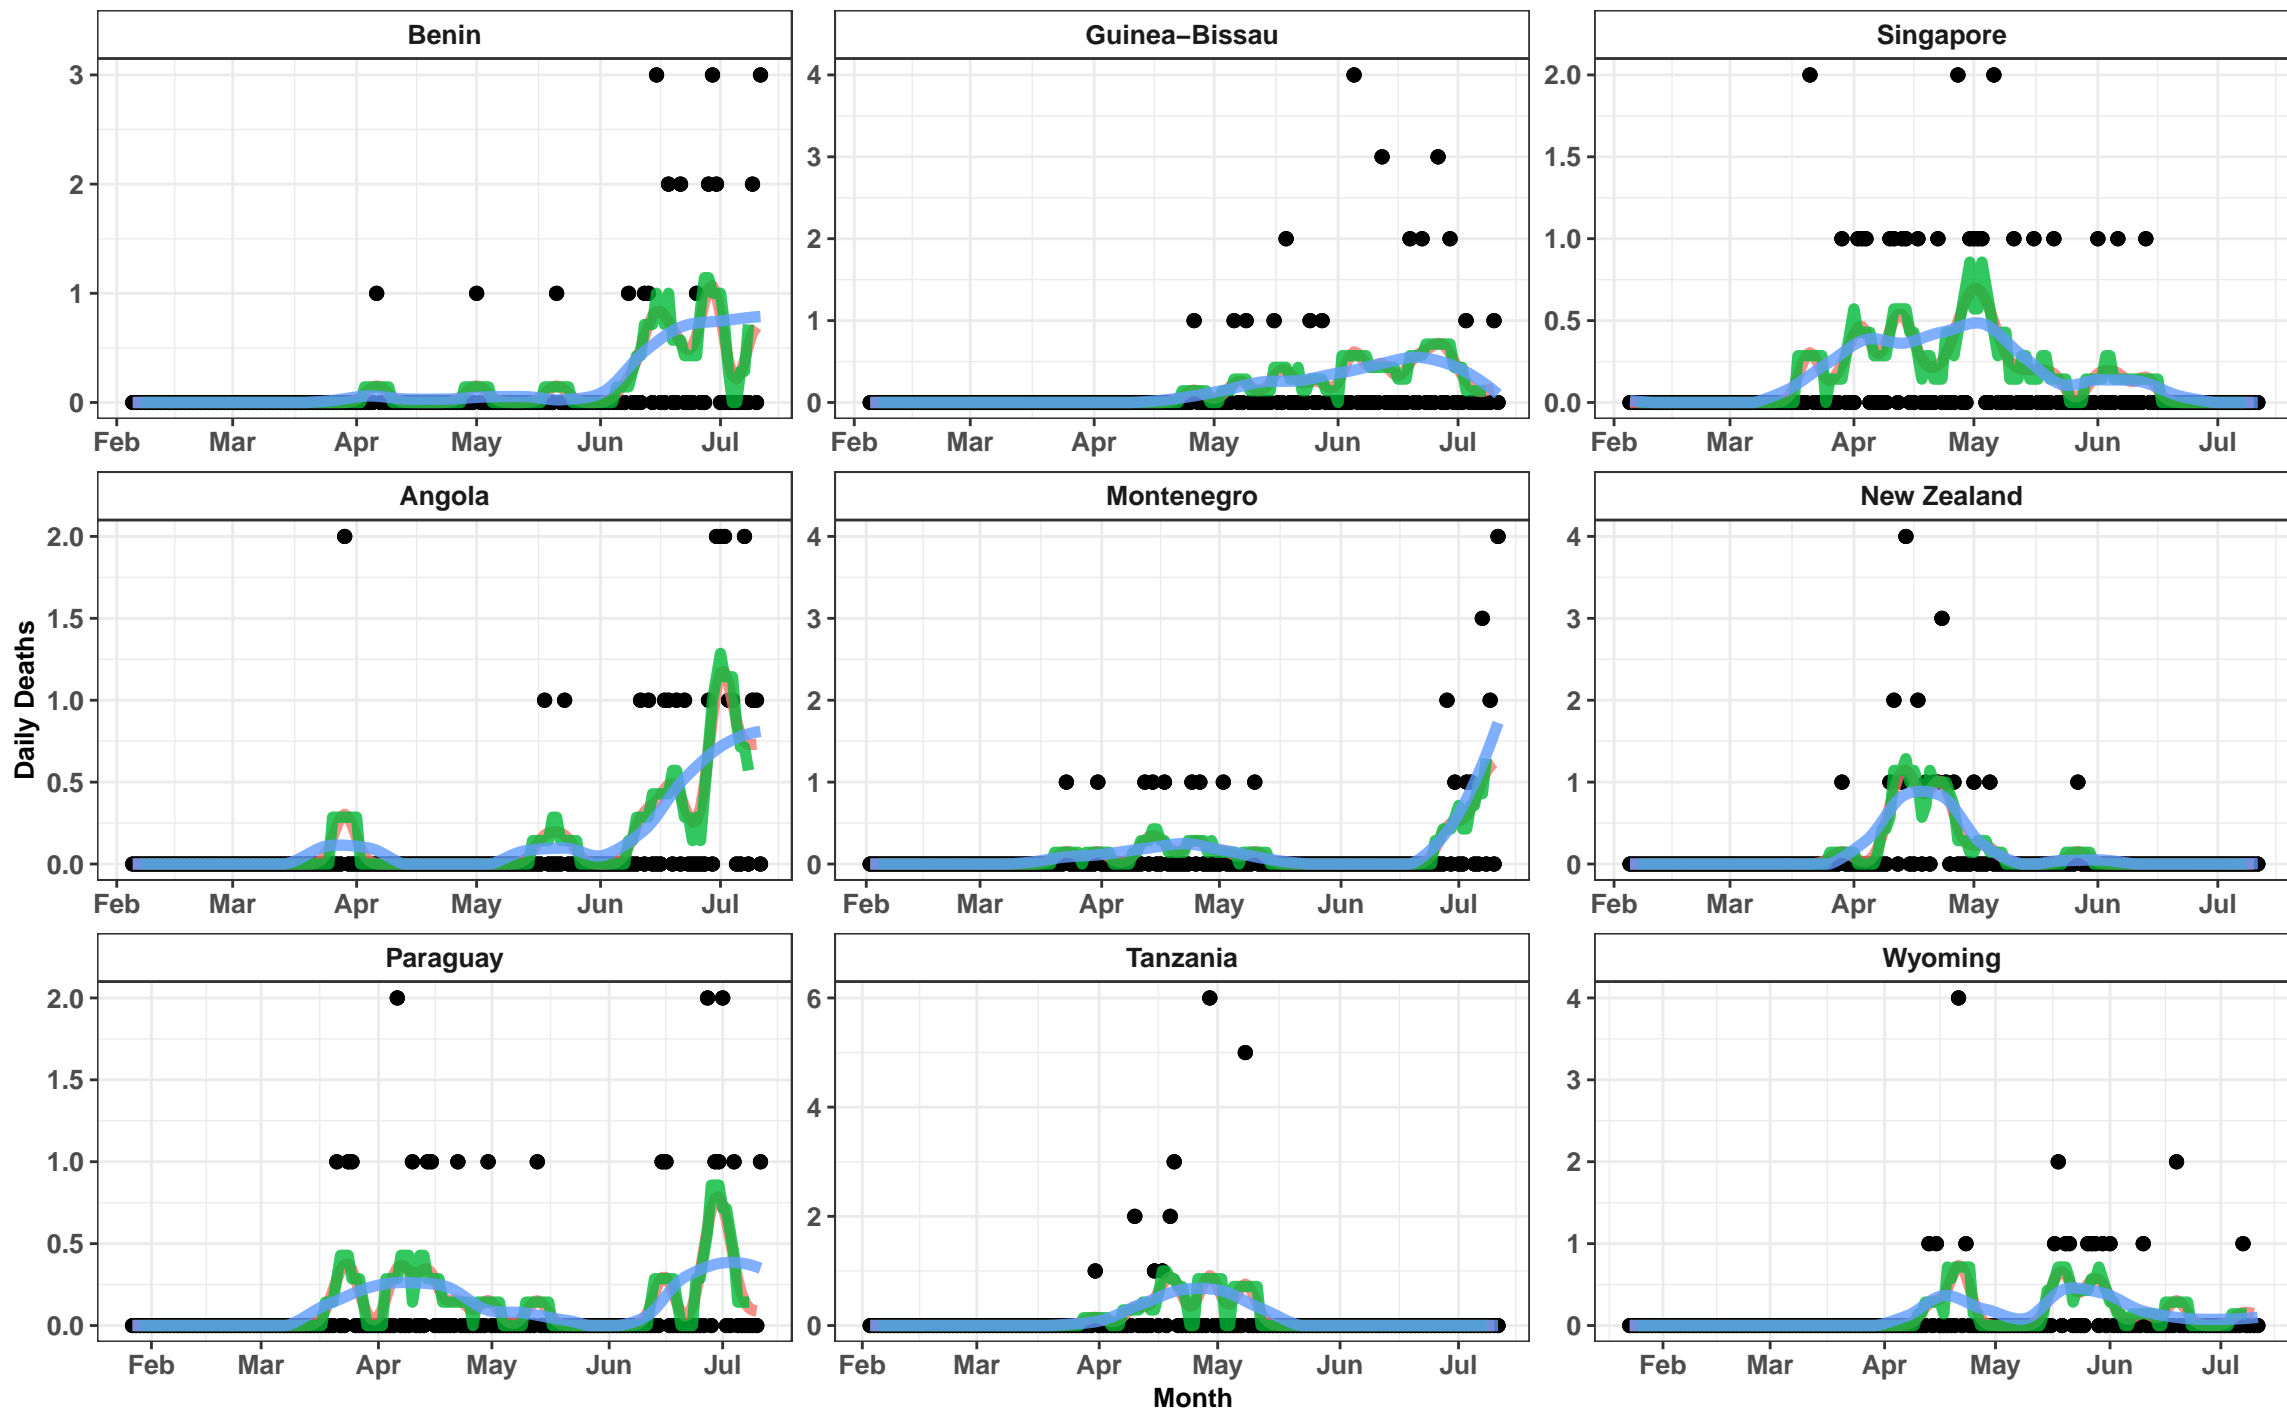 Benin Guinea–Bissau Singapore
3 4 2.0
2 3 1.5
1 2 1.0
0 1 0.5
0 0.0
Feb Mar Apr May Jun Jul Feb Mar Apr May Jun Jul Feb Mar Apr May Jun Jul
Angola Montenegro New Zealand
2.0 4 4
1.5 3 3
1.0 2 2
0.5 1 1
0.0 0 0
Feb Mar Apr May Jun Jul Feb Mar Apr May Jun Jul Feb Mar Apr May Jun Jul
Daily Deaths
Paraguay Tanzania Wyoming
2.0 6 4
1.5 4 3
1.0 2 2
0.5 0 1
0.0 0
Feb Mar Apr May Jun Jul Feb Mar Apr May Jun Jul Feb Mar Apr May Jun Jul
Month